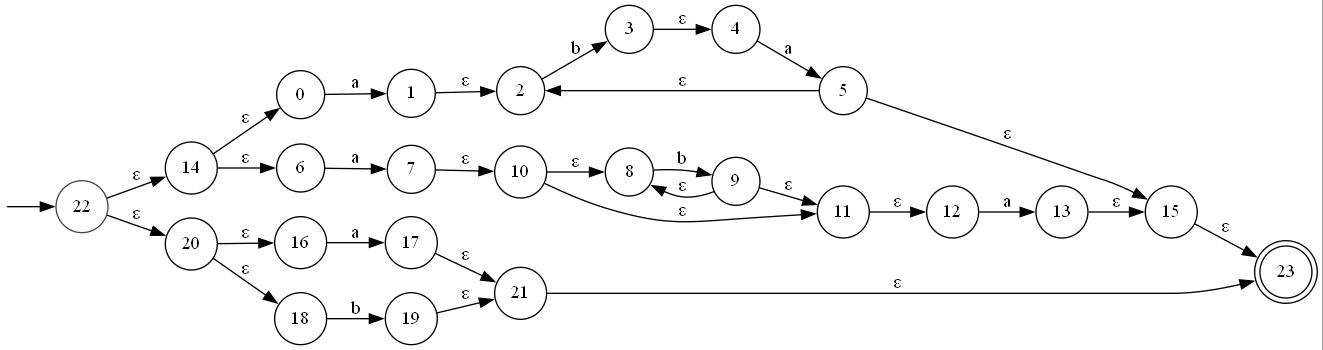 3 ε 4
b a
0 a 1 ε 2 ε 5
ε ε
14 ε 6 a 7 ε 10 ε 8 b 9
ε ε ε
22 ε 11 ε 12 a 13 ε 15
ε ε
20 ε 16 a 17
ε ε 23
21 ε
ε
18 b 19